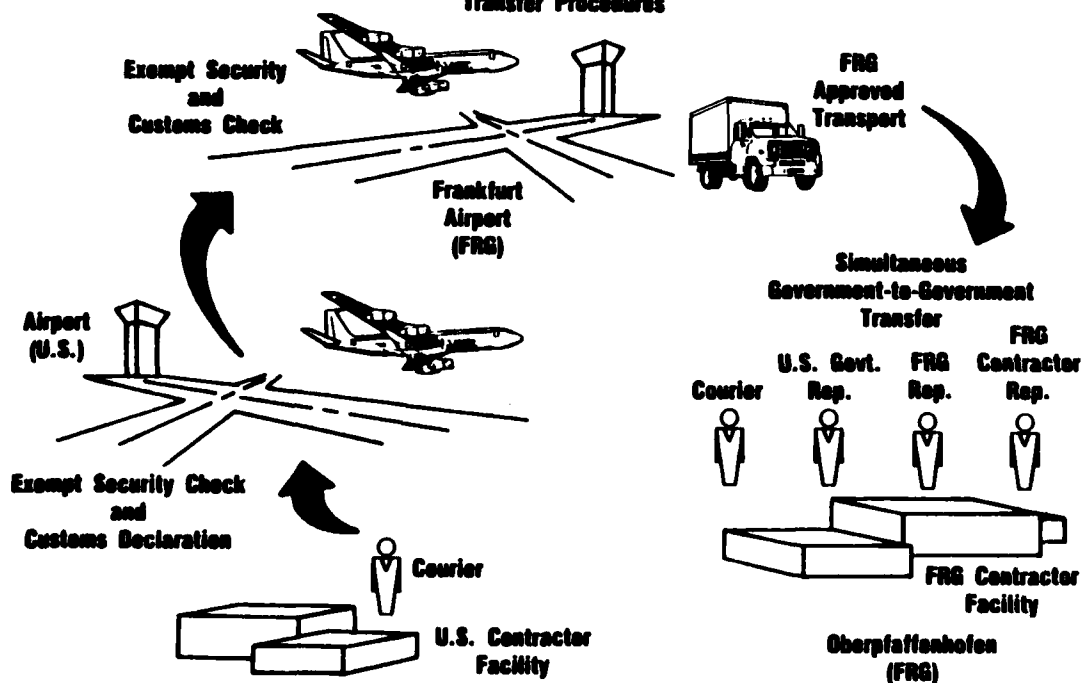 Transfer Procedures
Exempt Security
and
Customs Check
FRG
Approved
Transport
Frankfurt
Airport
(FRG)
Simultaneous
Government-to-Government
Transfer
Airport
(U.S.)
Courier
U.S. Govt.
Rep.
FRG
Rep.
FRG
Contractor
Rep.
Exempt Security Check
and
Customs Declaration
Courier
U.S. Contractor
Facility
FRG Contractor
Facility
Oberpfaffenhofen
(FRG)